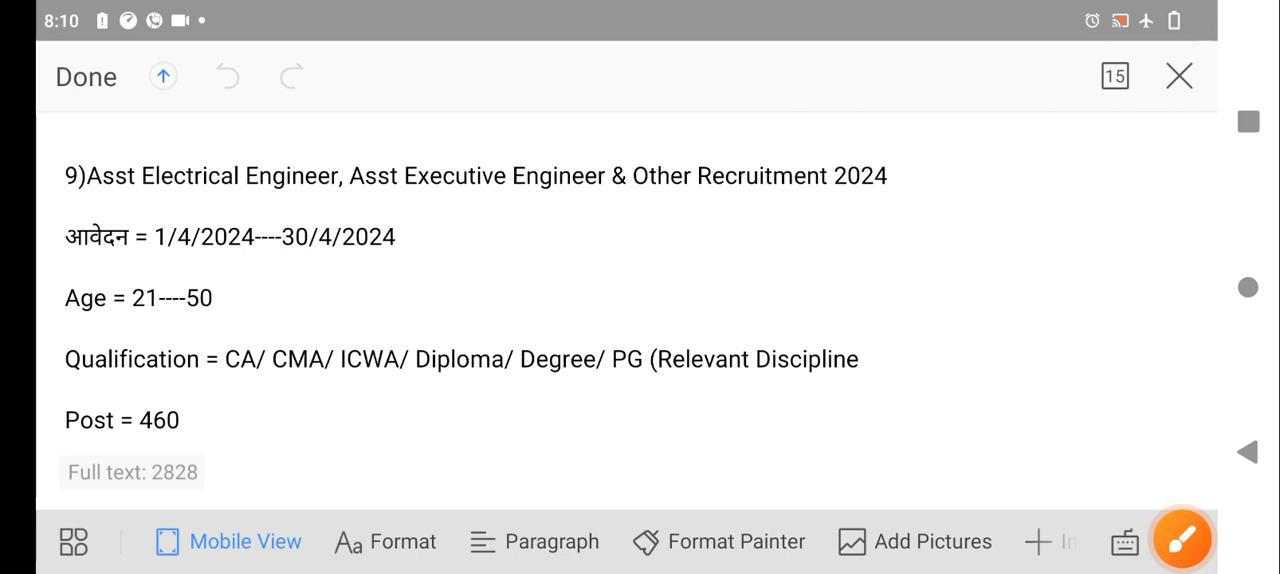 8:10
Done
15
9)Asst Electrical Engineer, Asst Executive Engineer & Other Recruitment 2024
आवेदन = 1/4/2024----30/4/2024
Age = 21----50
Qualification = CA/ CMA/ ICWA/ Diploma/ Degree/ PG (Relevant Discipline
Post = 460
Full text: 2828
Mobile View Aa Format Paragraph Format Painter Add Pictures In